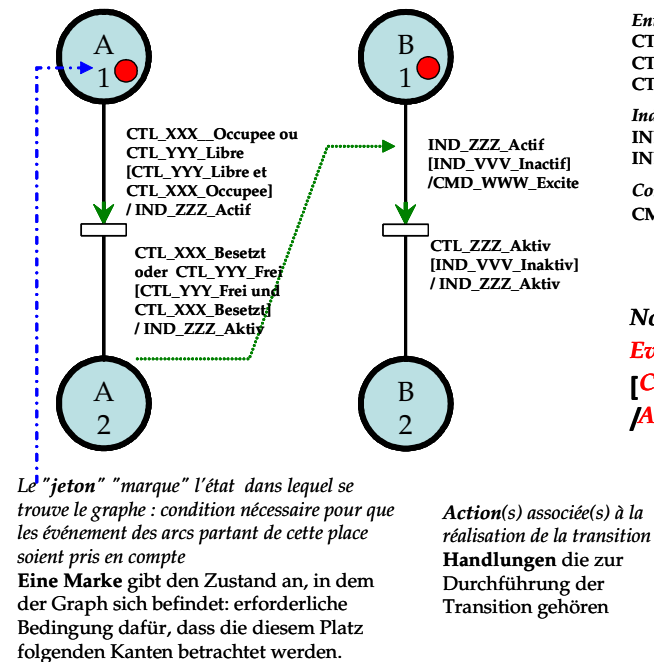 A
1
B
1
CTL_XXX__Occupee ou
CTL_YYY_Libre
[CTL_YYY_Libre et
CTL_XXX_Occupee]
/ IND_ZZZ_Actif
IND_ZZZ_Actif
[IND_VVV_Inactif]
/CMD_WWW_Excite
CTL_XXX_Besetzt
oder CTL_YYY_Frei
[CTL_YYY_Frei und
CTL_XXX_Besetzt]
/ IND_ZZZ_Aktiv
CTL_ZZZ_Aktiv
[IND_VVV_Inaktiv]
/ IND_ZZZ_Aktiv
A
2
B
2
Le "jeton" "marque" l'état dans lequel se
trouve le graphe : condition nécessaire pour que
les événement des arcs partant de cette place
soient pris en compte
Eine Marke gibt den Zustand an, in dem
der Graph sich befindet: erforderliche
Bedingung dafür, dass die diesem Platz
folgenden Kanten betrachtet werden.
Action(s) associée(s) à la
réalisation de la transition
Handlungen die zur
Durchführung der
Transition gehören